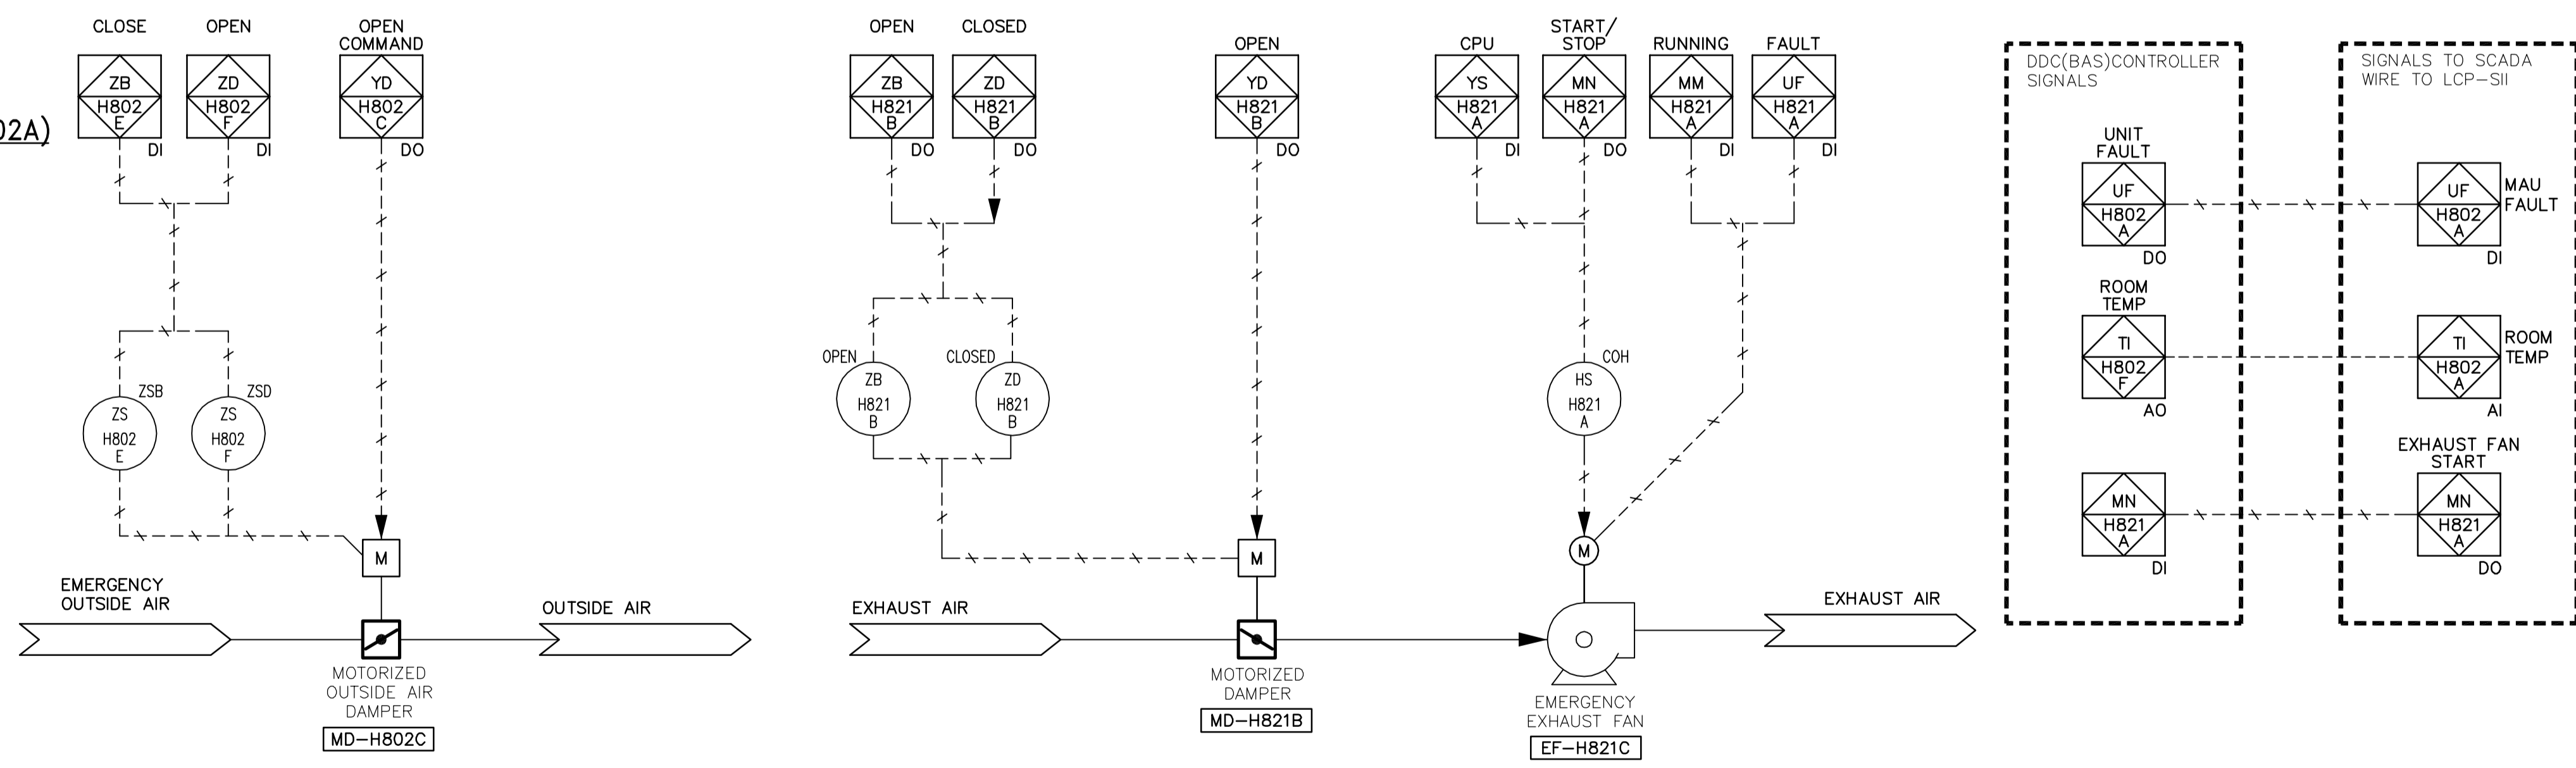 02A)
CLOSE
ZB
H802
E
DI
OPEN
ZD
H802
F
DI
OPEN
COMMAND
YD
H802
C
DO
ZSB
ZS
H802
E
ZSD
ZS
H802
F
M
EMERGENCY
OUTSIDE AIR
OUTSIDE AIR
MOTORIZED
OUTSIDE AIR
DAMPER
MD-H802C
OPEN
ZB
H821
B
DO
CLOSED
ZD
H821
B
DO
OPEN
YD
H821
B
DO
OPEN
ZB
H821
B
CLOSED
ZD
H821
B
M
EXHAUST AIR
MOTORIZED
DAMPER
MD-H821B
CPU
YS
H821
A
DI
START/
STOP
MN
H821
A
DO
RUNNING
MM
H821
A
DI
FAULT
UF
H821
A
DI
COH
HS
H821
A
M
EXHAUST AIR
EMERGENCY
EXHAUST FAN
EF-H821C
DDC(BAS)CONTROLLER
SIGNALS
UNIT
FAULT
UF
H802
A
DO
ROOM
TEMP
TI
H802
F
AO
MN
H821
A
DI
SIGNALS TO SCADA
WIRE TO LCP-SII
UF
H802
A
DI
MAU
FAULT
TI
H802
A
AI
ROOM
TEMP
EXHAUST FAN
START
MN
H821
A
DO